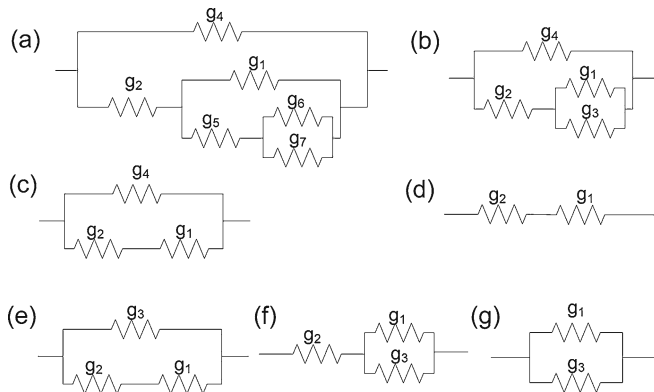 (a) g₄
g₂ g₁
g₅ g₆
g₇
(b) g₄
g₂ g₁
g₃
(c) g₄
g₂ g₁
(d) g₂ g₁
(e) g₃
g₂ g₁
(f) g₂ g₁
g₃
(g) g₁
g₃